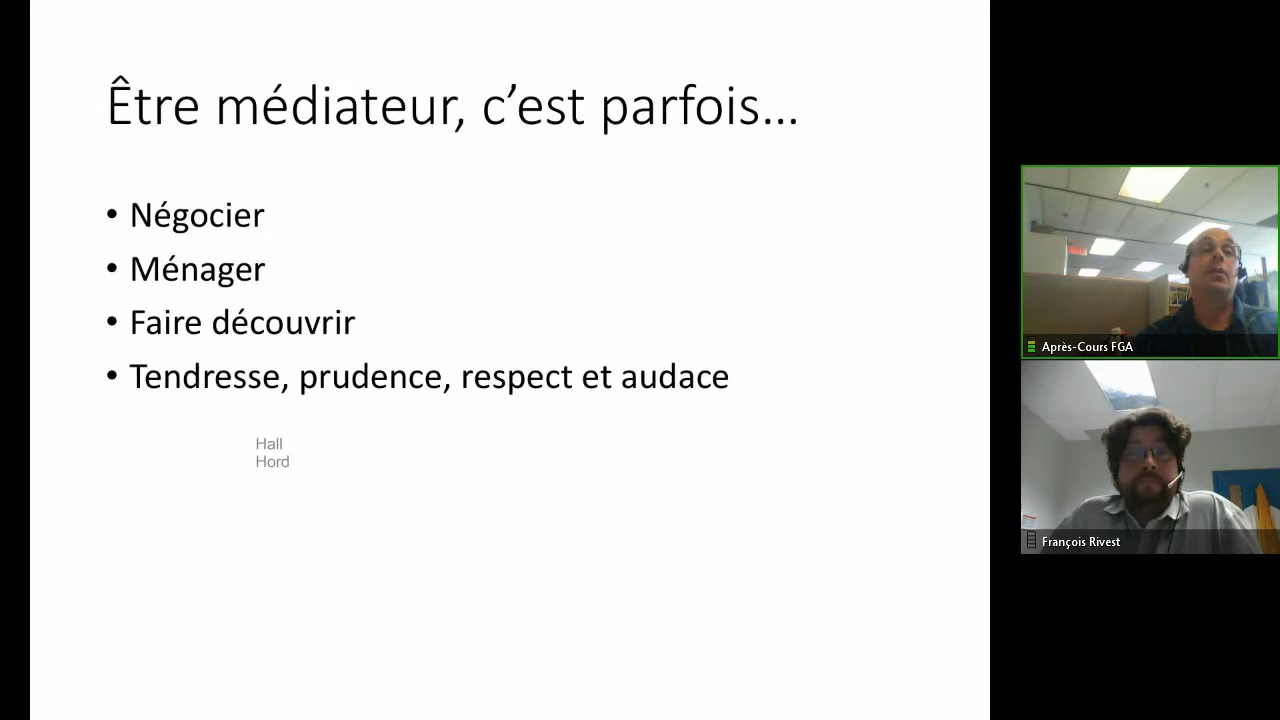 Être médiateur, c’est parfois…
• Négocier
• Ménager
• Faire découvrir
• Tendresse, prudence, respect et audace
Hall
Hord
Après-Cours FGA
François Rivest